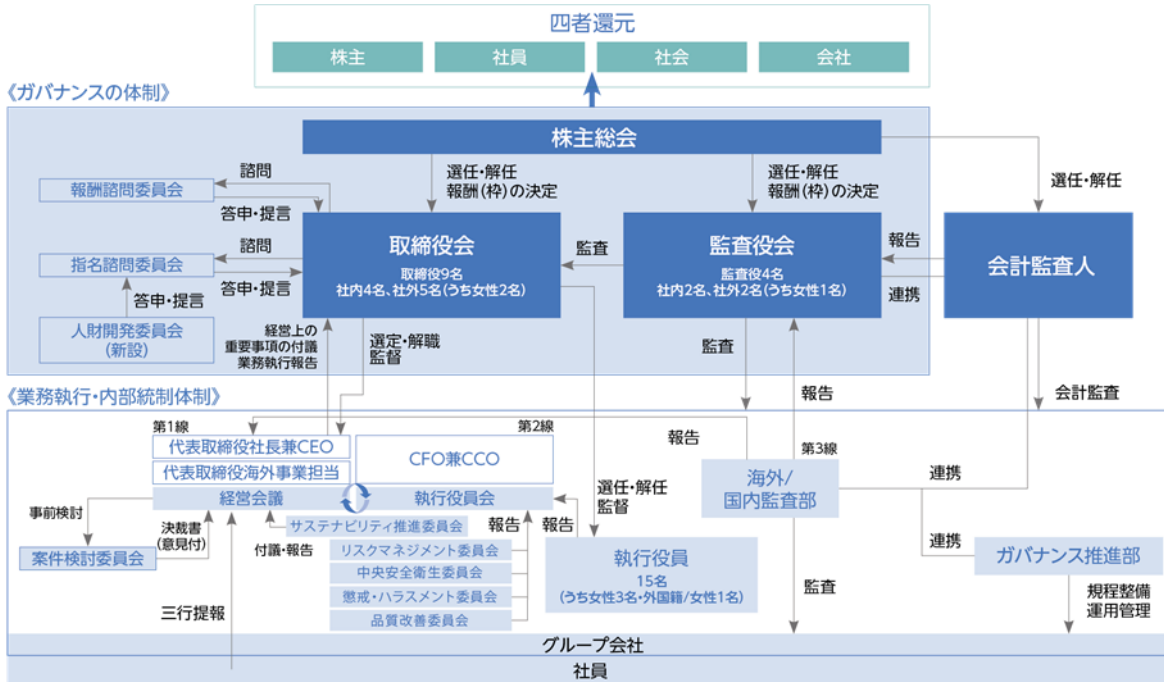 四者還元
株主
社員
社会
会社
《ガバナンスの体制》
株主総会
諮問
報酬諮問委員会
答申・提言
選任・解任
報酬(枠)の決定
選任・解任
報酬(枠)の決定
選任・解任
諮問
指名諮問委員会
答申・提言
答申・提言
人財開発委員会
(新設)
取締役会
取締役9名
社内4名、社外5名(うち女性2名)
監査
監査役会
監査役4名
社内2名、社外2名(うち女性1名)
報告
連携
会計監査人
経営上の
重要事項の付議
業務執行報告
選定・解職
監督
監査
報告
会計監査
《業務執行・内部統制体制》
第1線
代表取締役社長兼CEO
代表取締役海外事業担当
第2線
CFO兼CCO
報告
第3線
海外/
国内監査部
連携
経営会議
執行役員会
選任・解任
監督
事前検討
決裁書
(意見付)
案件検討委員会
サステナビリティ推進委員会
付議・報告
報告
報告
リスクマネジメント委員会
中央安全衛生委員会
懲戒・ハラスメント委員会
品質改善委員会
執行役員
15名
(うち女性3名・外国籍/女性1名)
連携
ガバナンス推進部
監査
規程整備
運用管理
三行提報
グループ会社
社員